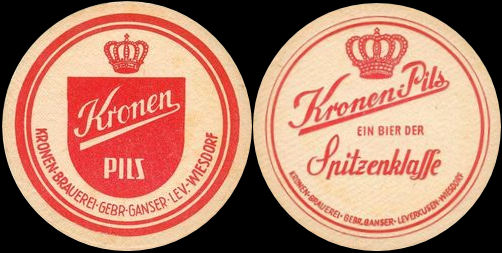 Kronen
PILS
KRONEN-BRAUEREI·GEBR·GANSER·LEV.-WIESDORF
Kronen Pils
EIN BIER DER
Spitzenklasse
KRONEN-BRAUEREI·GEBR.GANSER·LEVERKUSEN-WIESDORF